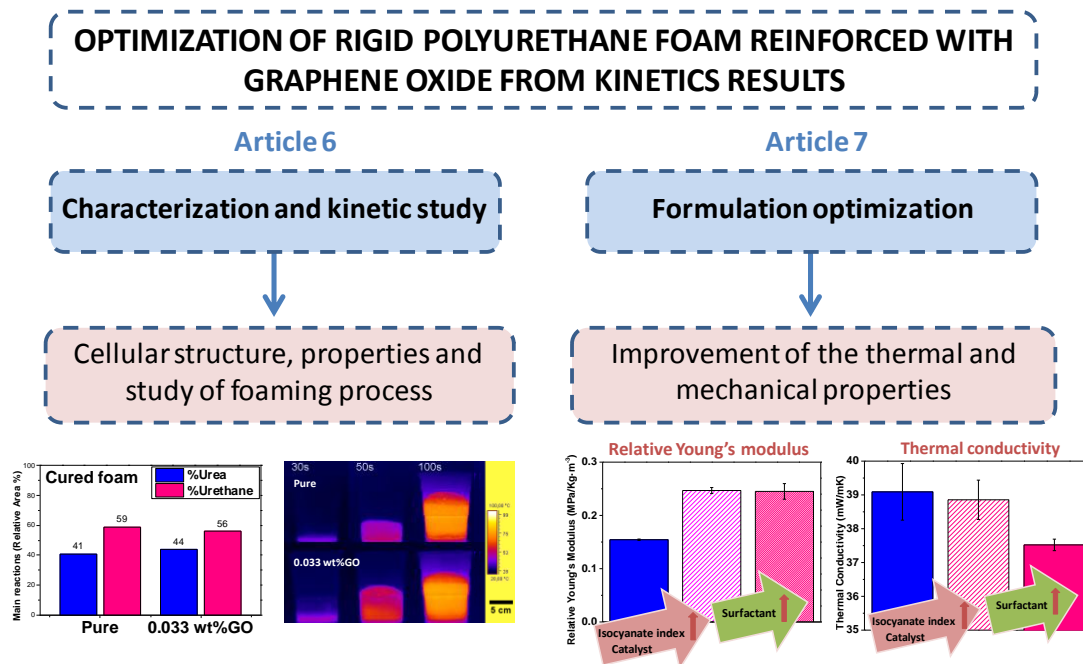 OPTIMIZATION OF RIGID POLYURETHANE FOAM REINFORCED WITH
GRAPHENE OXIDE FROM KINETICS RESULTS
Article 6
Article 7
Characterization and kinetic study
Formulation optimization
Cellular structure, properties and
study of foaming process
Improvement of the thermal and
mechanical properties
Main reactions (Relative Area %)
100
80
60
40
20
0
Cured foam
%Urea
%Urethane
41
59
44
56
Pure
0.033 wt%GO
30s
50s
100s
Pure
0.033 wt%GO
5 cm
Relative Young's modulus
Relative Young's Modulus (MPa/Kg·m⁻³)
0.3
0.2
0.1
0.0
Isocyanate index
Catalyst
Surfactant
Thermal conductivity
Thermal Conductivity (mW/mK)
40
39
38
37
36
35
Isocyanate index
Catalyst
Surfactant